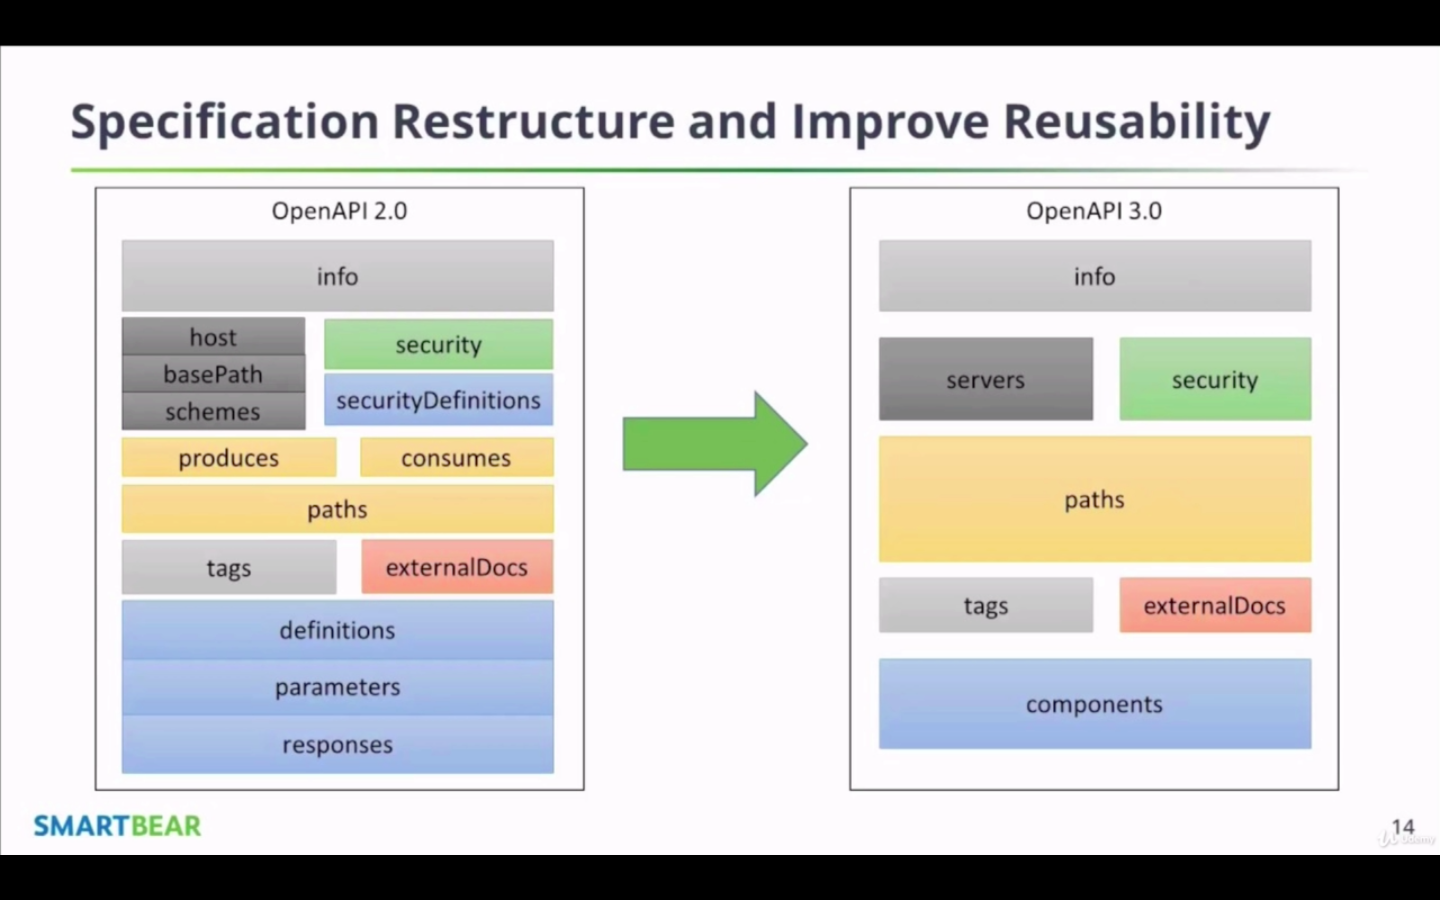 Specification Restructure and Improve Reusability
OpenAPI 2.0
info
host
basePath
schemes
security
securityDefinitions
produces
consumes
paths
tags
externalDocs
definitions
parameters
responses
OpenAPI 3.0
info
servers
security
paths
tags
externalDocs
components
SMARTBEAR
14
Udemy